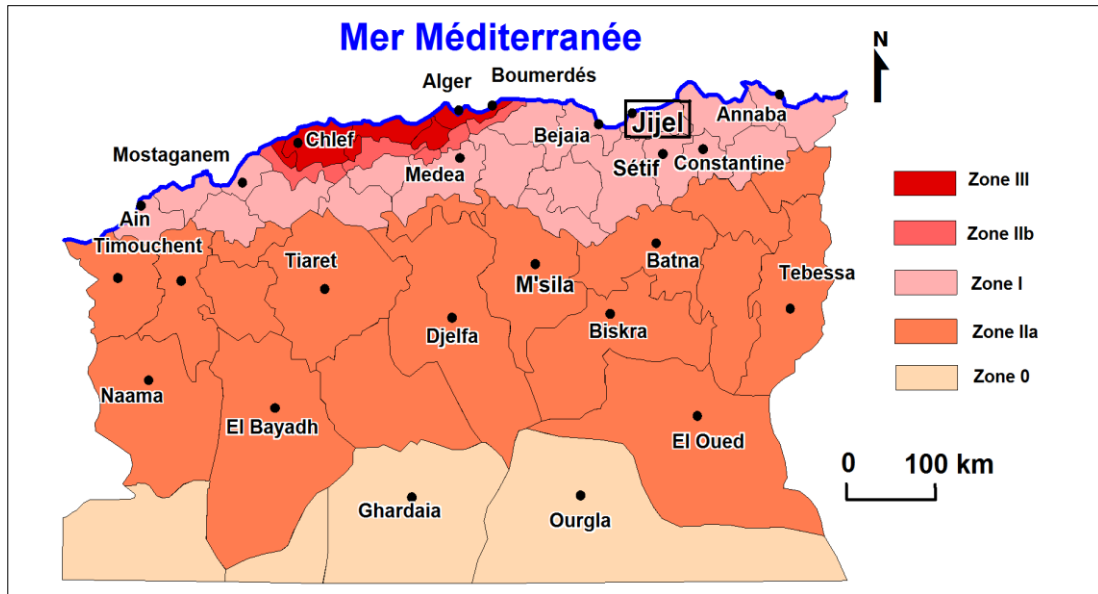 Mer Méditerranée
N
Alger
Boumerdés
Jijel
Annaba
Chlef
Bejaia
Mostaganem
Medea
Sétif
Constantine
Ain
Timouchent
Tiaret
M'sila
Batna
Tebessa
Djelfa
Biskra
Naama
El Bayadh
El Oued
Ghardaia
Ourgla
Zone III
Zone IIb
Zone I
Zone IIa
Zone 0
0 100 km